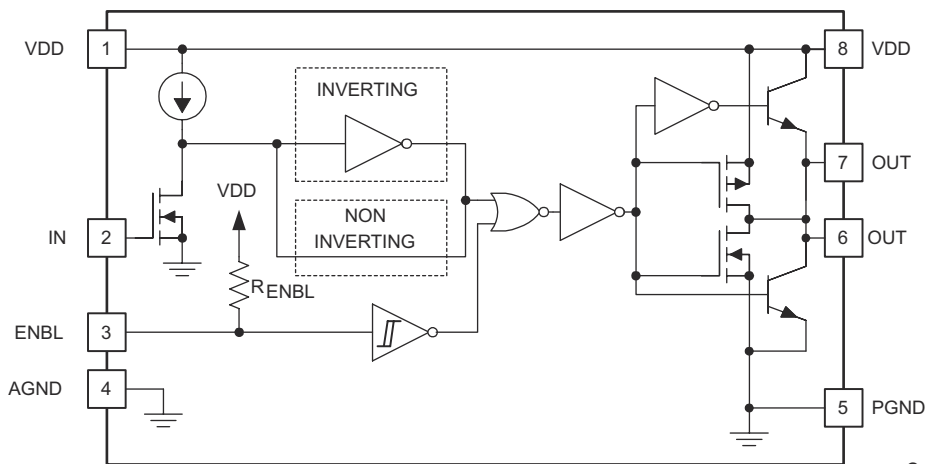 VDD 1
8 VDD
INVERTING
7 OUT
VDD
NON
INVERTING
IN 2
6 OUT
RENBL
ENBL 3
AGND 4
5 PGND